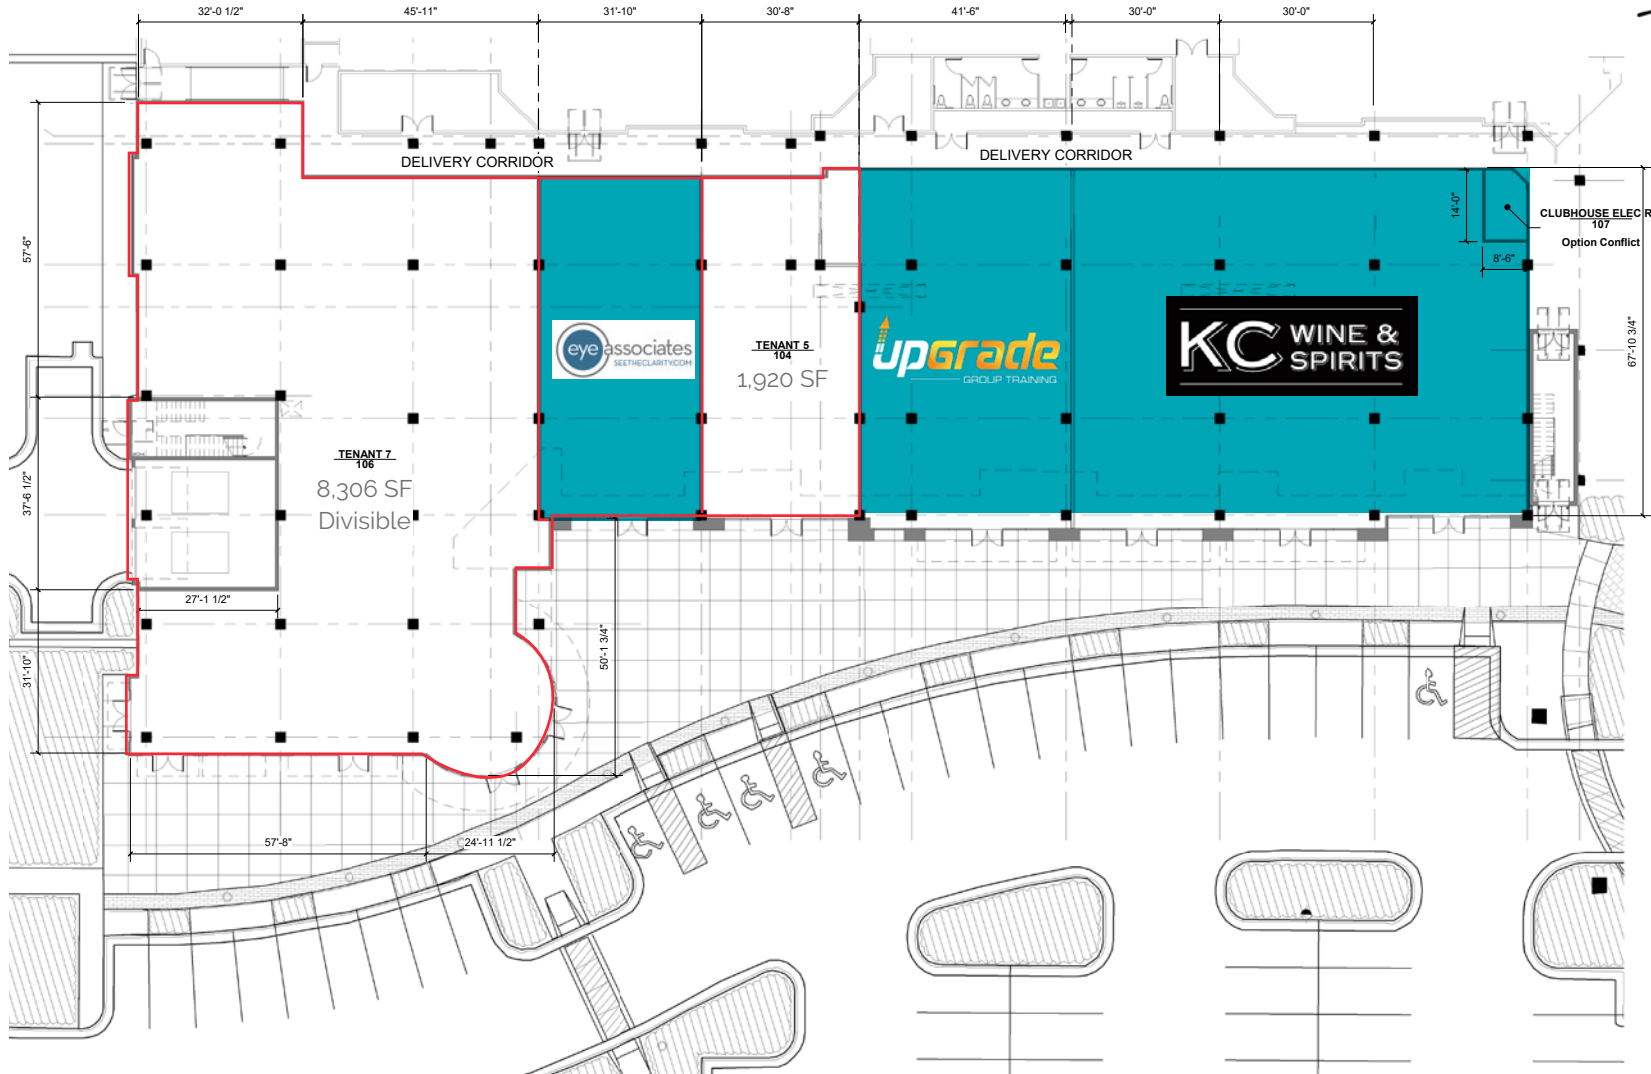 32'-0 1/2"
45'-11"
31'-10"
30'-8"
41'-6"
30'-0"
30'-0"
DELIVERY CORRIDOR
DELIVERY CORRIDOR
57'-6"
14'-0"
CLUBHOUSE ELEC R
107
Option Conflict
8'-6"
67'-10 3/4"
eye associates
SEETHECLARITY.COM
TENANT 5
104
1,920 SF
upgrade
GROUP TRAINING
KC WINE &
SPIRITS
TENANT 7
106
8,306 SF
Divisible
37'-6 1/2"
27'-1 1/2"
31'-10"
50'-1 3/4"
57'-8"
24'-11 1/2"